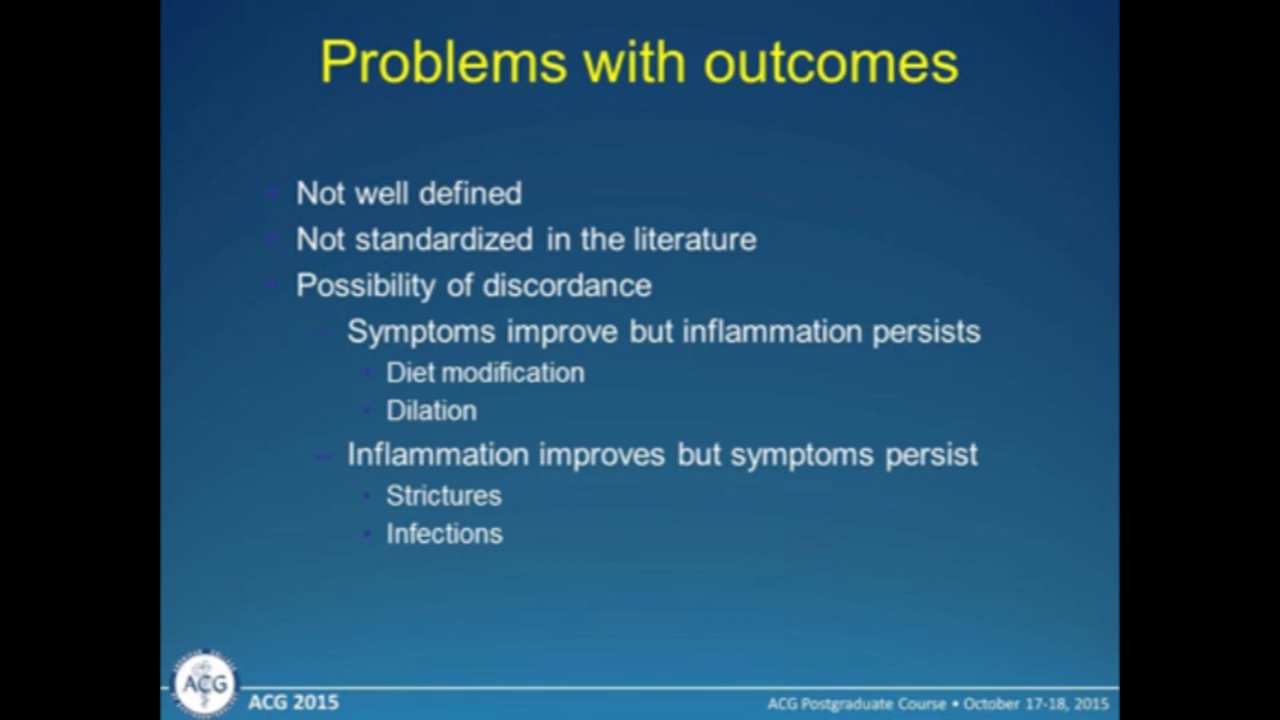 Problems with outcomes
Not well defined
Not standardized in the literature
Possibility of discordance
Symptoms improve but inflammation persists
Diet modification
Dilation
Inflammation improves but symptoms persist
Strictures
Infections
ACG
ACG 2015
ACG Postgraduate Course • October 17-18, 2015